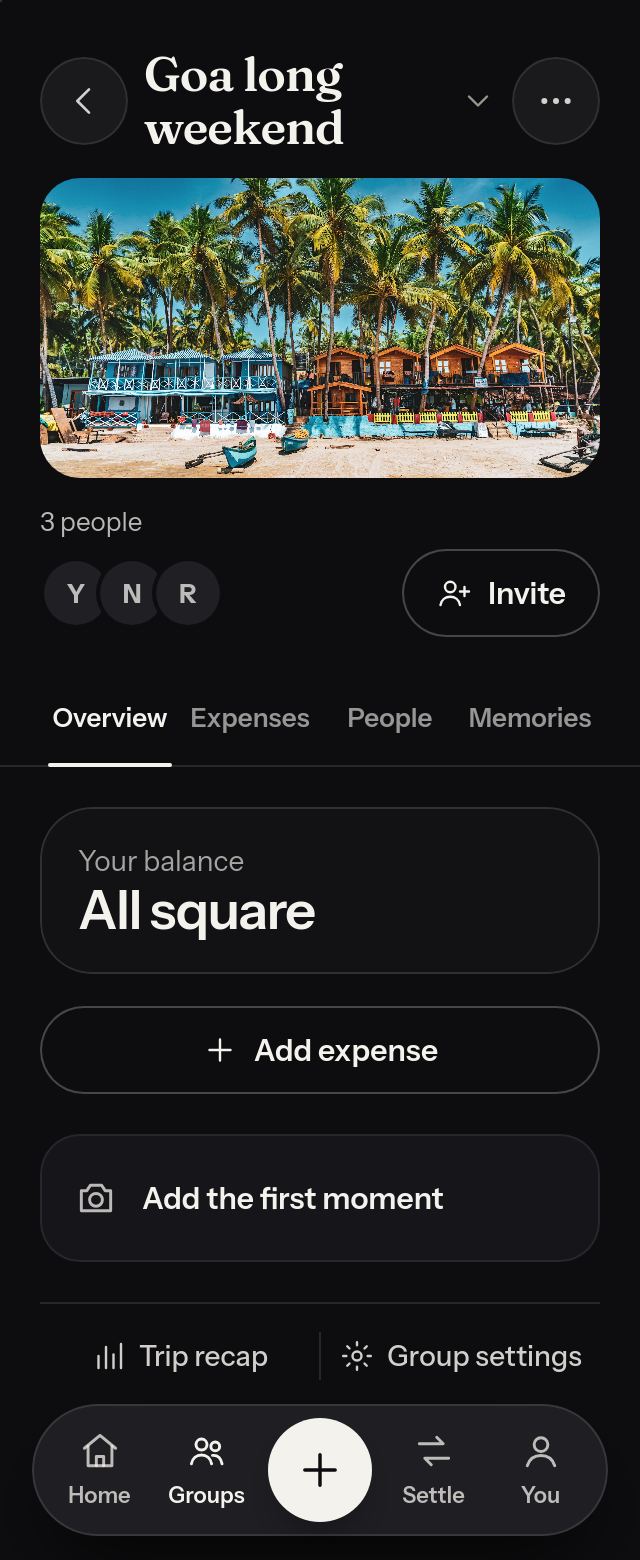 Goa long
weekend
3 people
Y N R
Invite
Overview Expenses People Memories
Your balance
All square
Add expense
Add the first moment
Trip recap Group settings
Home Groups Settle You